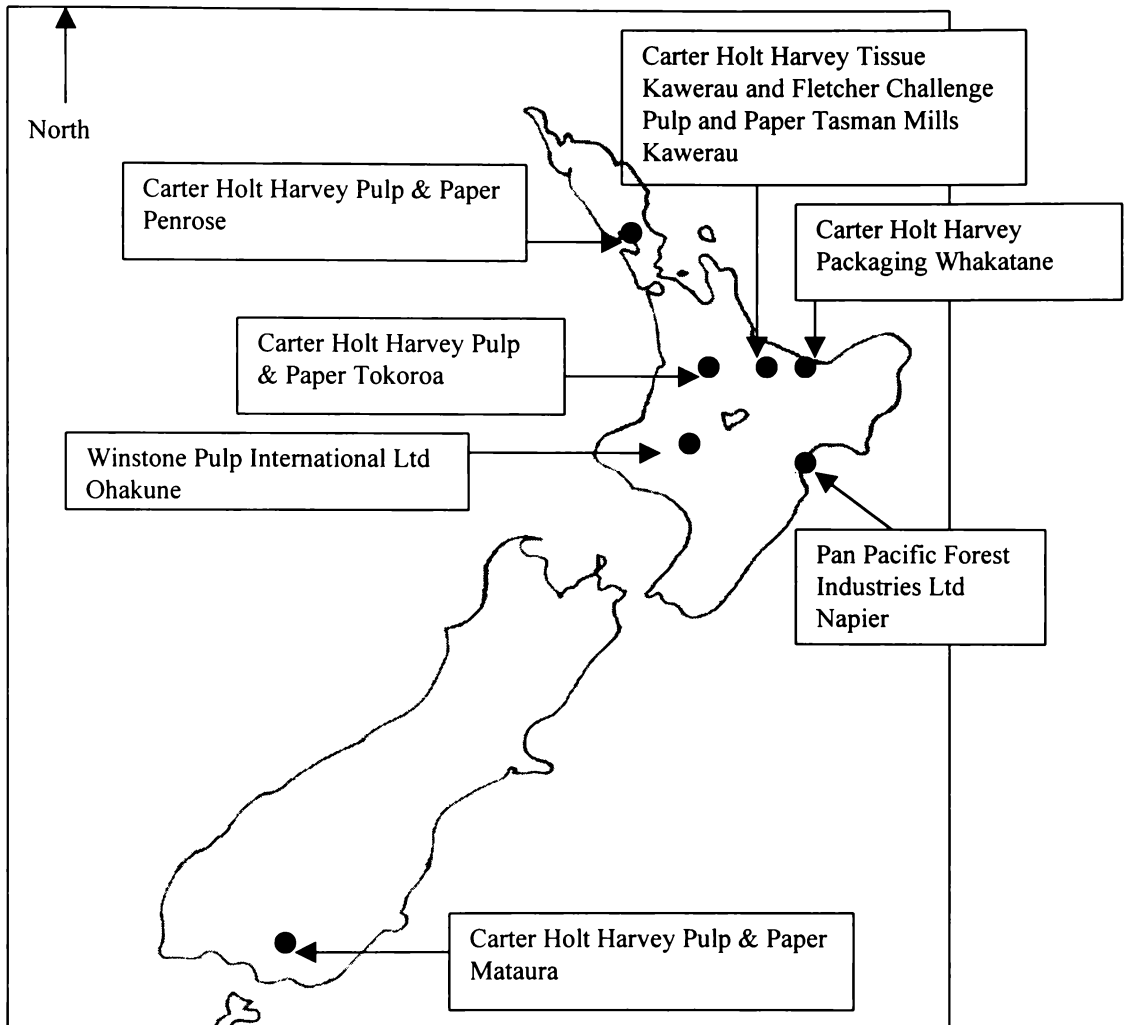 North
Carter Holt Harvey Tissue
Kawerau and Fletcher Challenge
Pulp and Paper Tasman Mills
Kawerau
Carter Holt Harvey Pulp & Paper
Penrose
Carter Holt Harvey
Packaging Whakatane
Carter Holt Harvey Pulp
& Paper Tokoroa
Winstone Pulp International Ltd
Ohakune
Pan Pacific Forest
Industries Ltd
Napier
Carter Holt Harvey Pulp & Paper
Mataura